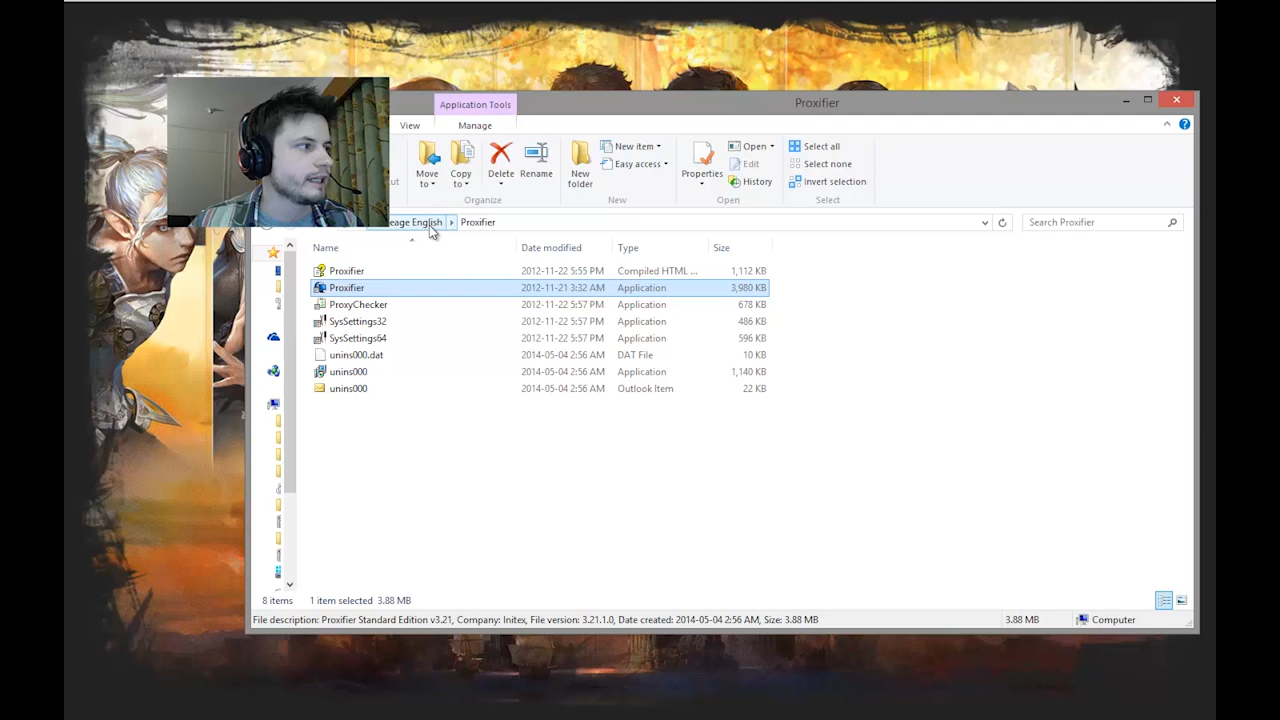 Application Tools
Proxifier
View
Manage
Move to
Copy to
Delete
Rename
New folder
New item
Easy access
Properties
Open
Edit
History
Select all
Select none
Invert selection
Organize
New
Open
Select
eage English
Proxifier
Search Proxifier
Name Date modified Type Size
Proxifier 2012-11-22 5:55 PM Compiled HTML ... 1,112 KB
Proxifier 2012-11-21 3:32 AM Application 3,980 KB
ProxyChecker 2012-11-22 5:57 PM Application 678 KB
SysSettings32 2012-11-22 5:57 PM Application 486 KB
SysSettings64 2012-11-22 5:57 PM Application 596 KB
unins000.dat 2014-05-04 2:56 AM DAT File 10 KB
unins000 2014-05-04 2:56 AM Application 1,140 KB
unins000 2014-05-04 2:56 AM Outlook Item 22 KB
8 items 1 item selected 3.88 MB
File description: Proxifier Standard Edition v3.21, Company: Initex, File version: 3.21.1.0, Date created: 2014-05-04 2:56 AM, Size: 3.88 MB 3.88 MB Computer